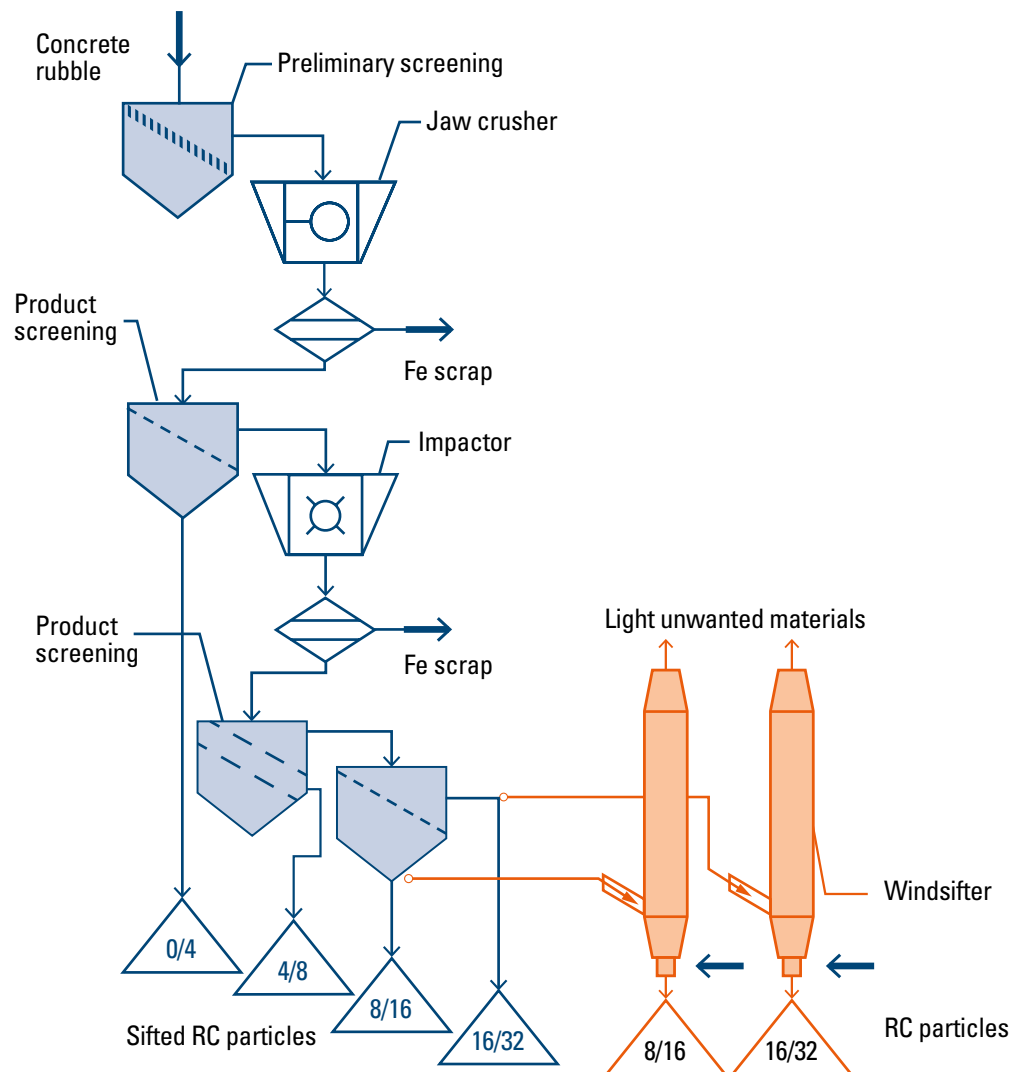 Concrete
rubble
Preliminary screening
Jaw crusher
Product
screening
Fe scrap
Impactor
Product
screening
Fe scrap
Light unwanted materials
Windsifter
0/4
4/8
8/16
16/32
Sifted RC particles
8/16
16/32
RC particles